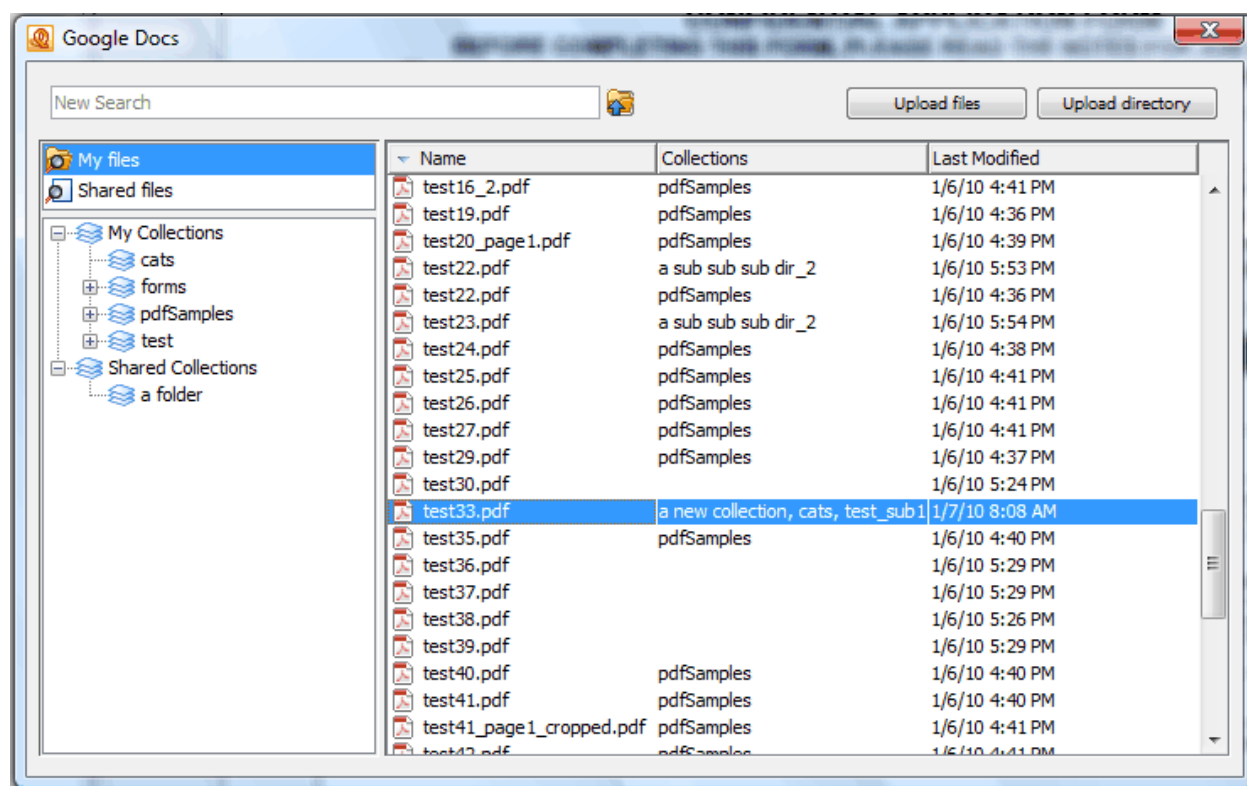 Google Docs
New Search
Upload files
Upload directory
My files
Shared files
My Collections
cats
forms
pdfSamples
test
Shared Collections
a folder
Name Collections Last Modified
test16_2.pdf pdfSamples 1/6/10 4:41 PM
test19.pdf pdfSamples 1/6/10 4:36 PM
test20_page1.pdf pdfSamples 1/6/10 4:39 PM
test22.pdf a sub sub sub dir_2 1/6/10 5:53 PM
test22.pdf pdfSamples 1/6/10 4:36 PM
test23.pdf a sub sub sub dir_2 1/6/10 5:54 PM
test24.pdf pdfSamples 1/6/10 4:38 PM
test25.pdf pdfSamples 1/6/10 4:41 PM
test26.pdf pdfSamples 1/6/10 4:41 PM
test27.pdf pdfSamples 1/6/10 4:41 PM
test29.pdf pdfSamples 1/6/10 4:37 PM
test30.pdf 1/6/10 5:24 PM
test33.pdf a new collection, cats, test_sub1 1/7/10 8:08 AM
test35.pdf pdfSamples 1/6/10 4:40 PM
test36.pdf 1/6/10 5:29 PM
test37.pdf 1/6/10 5:29 PM
test38.pdf 1/6/10 5:26 PM
test39.pdf 1/6/10 5:29 PM
test40.pdf pdfSamples 1/6/10 4:40 PM
test41.pdf pdfSamples 1/6/10 4:40 PM
test41_page1_cropped.pdf pdfSamples 1/6/10 4:41 PM
test42.pdf pdfSamples 1/6/10 4:41 PM